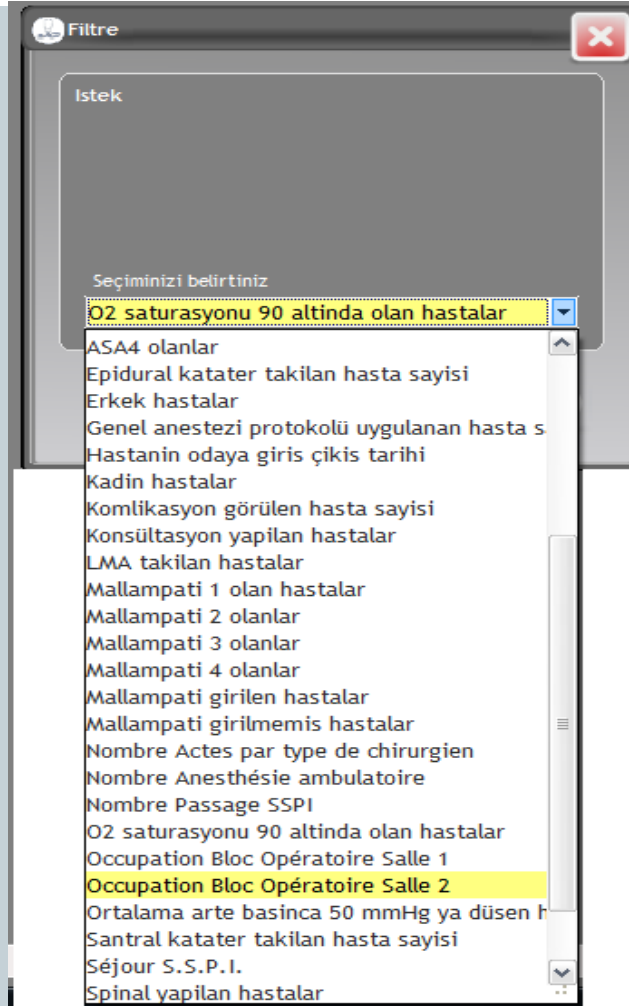 Filtre
Istek
Seçiminizi belirtiniz
O2 saturasyonu 90 altinda olan hastalar
ASA4 olanlar
Epidural katater takilan hasta sayisi
Erkek hastalar
Genel anestezi protokolü uygulanan hasta s
Hastanin odaya giris çikis tarihi
Kadin hastalar
Komlikasyon görülen hasta sayisi
Konsültasyon yapilan hastalar
LMA takilan hastalar
Mallampati 1 olan hastalar
Mallampati 2 olanlar
Mallampati 3 olanlar
Mallampati 4 olanlar
Mallampati girilen hastalar
Mallampati girilmemis hastalar
Nombre Actes par type de chirurgien
Nombre Anesthésie ambulatoire
Nombre Passage SSPI
O2 saturasyonu 90 altinda olan hastalar
Occupation Bloc Opératoire Salle 1
Occupation Bloc Opératoire Salle 2
Ortalama arte basinca 50 mmHg ya düsen h
Santral katater takilan hasta sayisi
Séjour S.S.P.I.
Spinal yapilan hastalar